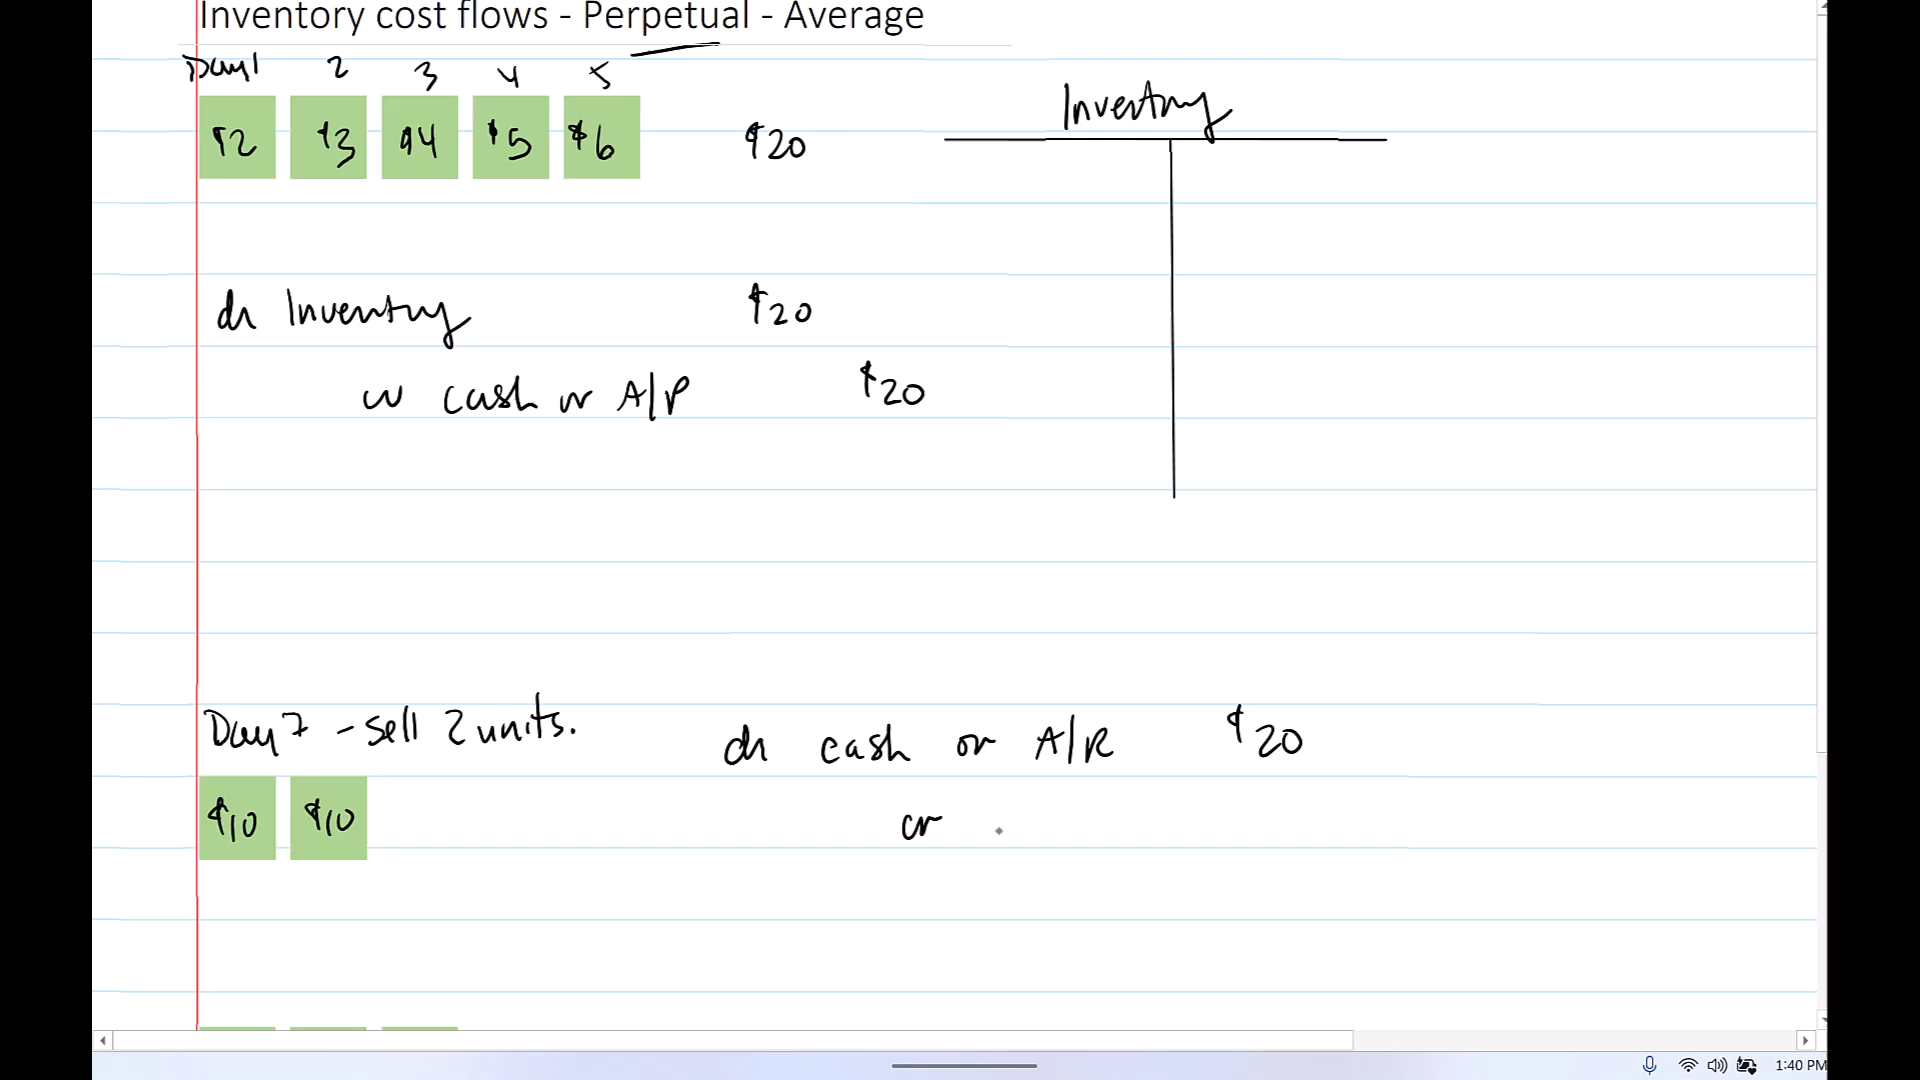 Inventory cost flows - Perpetual - Average
Day 1 2 3 4 5
$2 $3 $4 $5 $6 $20
Inventory
dr Inventory $20
cr cash or A/P $20
Day 7 - sell 2 units. dr cash or A/R $20
$10 $10 cr
1:40 PM